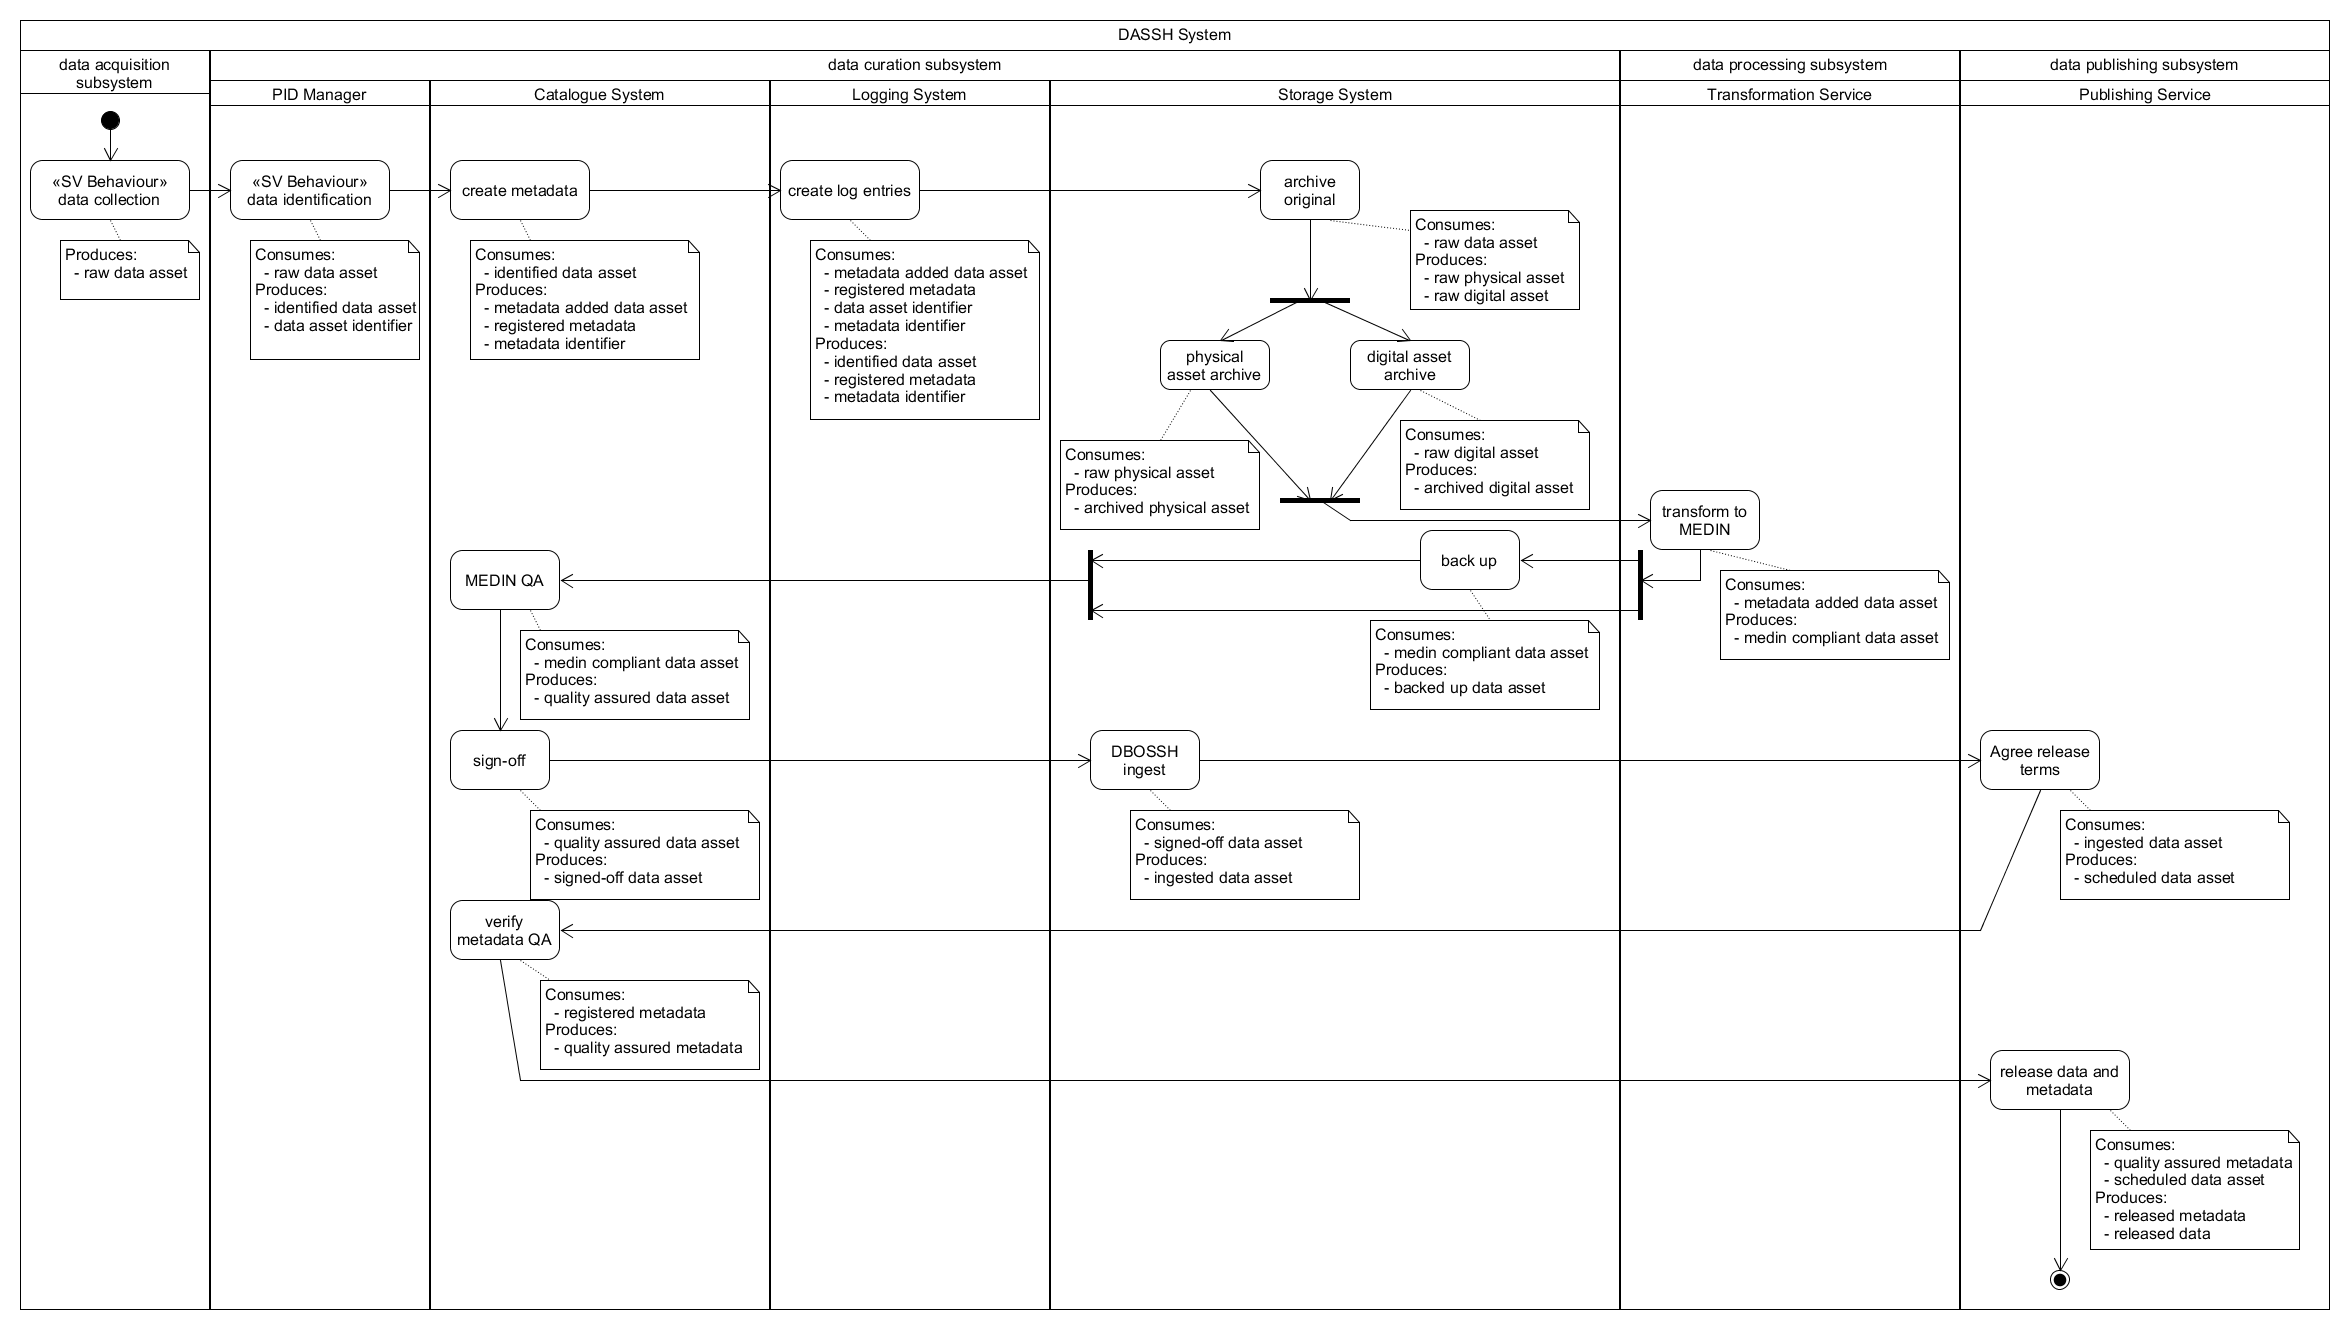 DASSH System
data acquisition
subsystem
data curation subsystem
data processing subsystem
data publishing subsystem
PID Manager
Catalogue System
Logging System
Storage System
Transformation Service
Publishing Service
«SV Behaviour»
data collection
«SV Behaviour»
data identification
create metadata
create log entries
archive
original
Produces:
- raw data asset
Consumes:
- raw data asset
Produces:
- identified data asset
- data asset identifier
Consumes:
- identified data asset
Produces:
- metadata added data asset
- registered metadata
- metadata identifier
Consumes:
- metadata added data asset
- registered metadata
- data asset identifier
- metadata identifier
Produces:
- identified data asset
- registered metadata
- metadata identifier
Consumes:
- raw data asset
Produces:
- raw physical asset
- raw digital asset
physical
asset archive
digital asset
archive
Consumes:
- raw physical asset
Produces:
- archived physical asset
Consumes:
- raw digital asset
Produces:
- archived digital asset
transform to
MEDIN
MEDIN QA
back up
Consumes:
- metadata added data asset
Produces:
- medin compliant data asset
Consumes:
- medin compliant data asset
Produces:
- quality assured data asset
Consumes:
- medin compliant data asset
Produces:
- backed up data asset
sign-off
DBOSSH
ingest
Agree release
terms
Consumes:
- quality assured data asset
Produces:
- signed-off data asset
Consumes:
- signed-off data asset
Produces:
- ingested data asset
Consumes:
- ingested data asset
Produces:
- scheduled data asset
verify
metadata QA
Consumes:
- registered metadata
Produces:
- quality assured metadata
release data and
metadata
Consumes:
- quality assured metadata
- scheduled data asset
Produces:
- released metadata
- released data